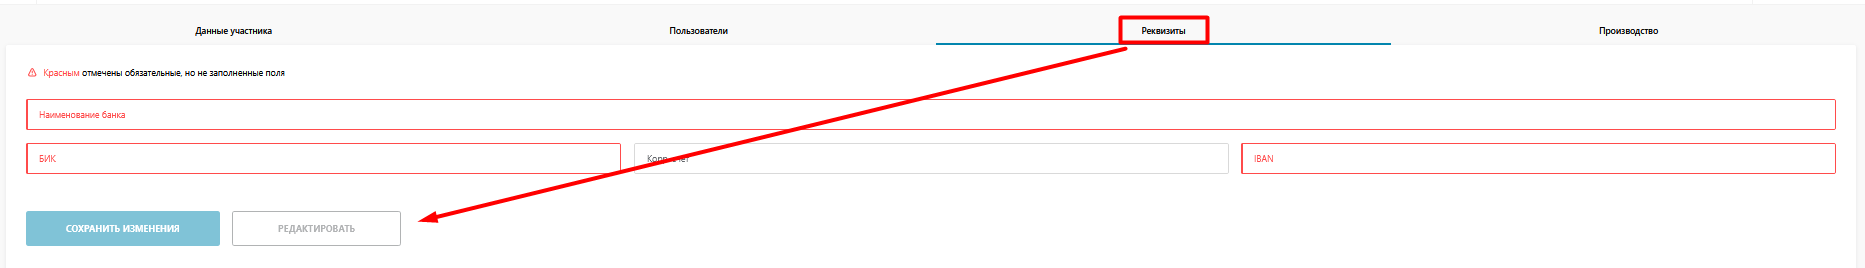 Данные участника Пользователи Реквизиты Производство
Красным отмечены обязательные, но не заполненные поля
Наименование банка
БИК IBAN
СОХРАНИТЬ ИЗМЕНЕНИЯ РЕДАКТИРОВАТЬ